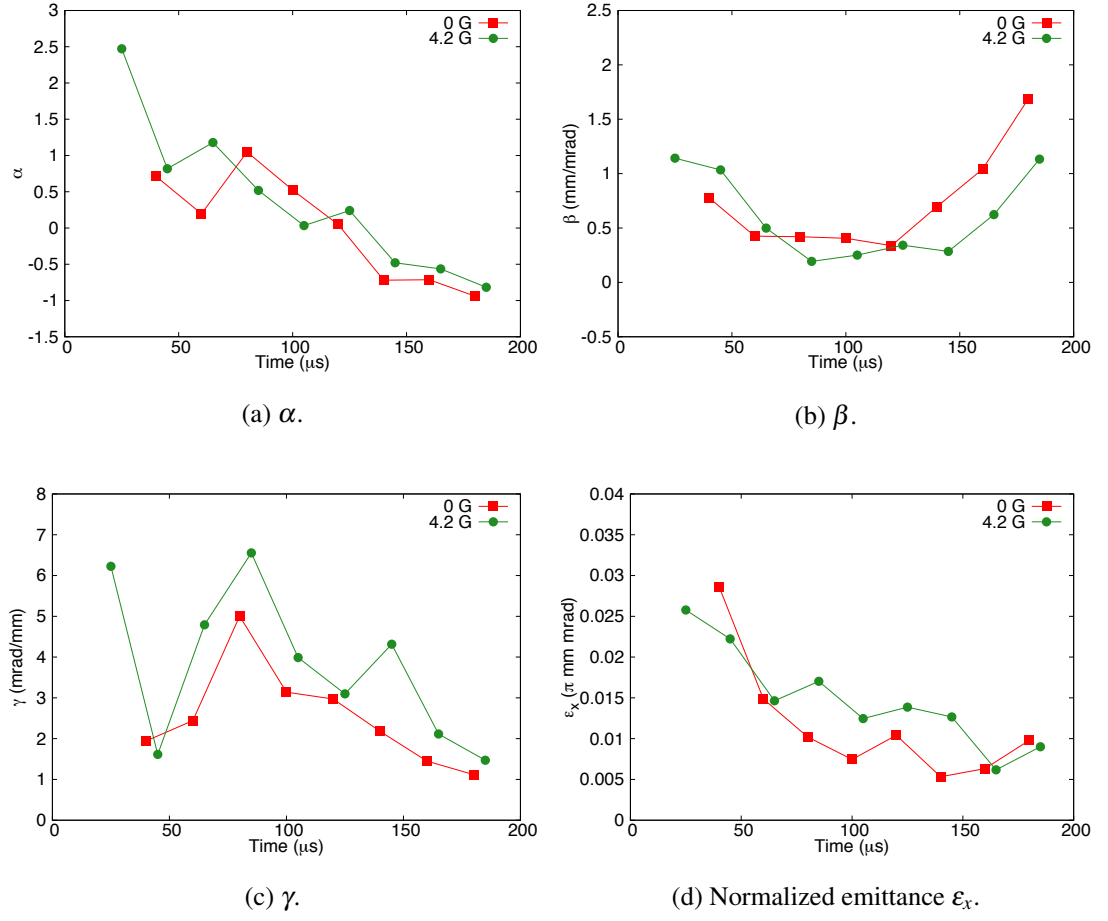 3
2.5
2
1.5
1
0.5
0
-0.5
-1
-1.5
α
0 50 100 150 200
Time (μs)
0 G
4.2 G
(a) α.
2.5
2
1.5
1
0.5
0
-0.5
β (mm/mrad)
0 50 100 150 200
Time (μs)
0 G
4.2 G
(b) β.
8
7
6
5
4
3
2
1
0
γ (mrad/mm)
0 50 100 150 200
Time (μs)
0 G
4.2 G
(c) γ.
0.04
0.035
0.03
0.025
0.02
0.015
0.01
0.005
0
εx (π mm mrad)
0 50 100 150 200
Time (μs)
0 G
4.2 G
(d) Normalized emittance εx.